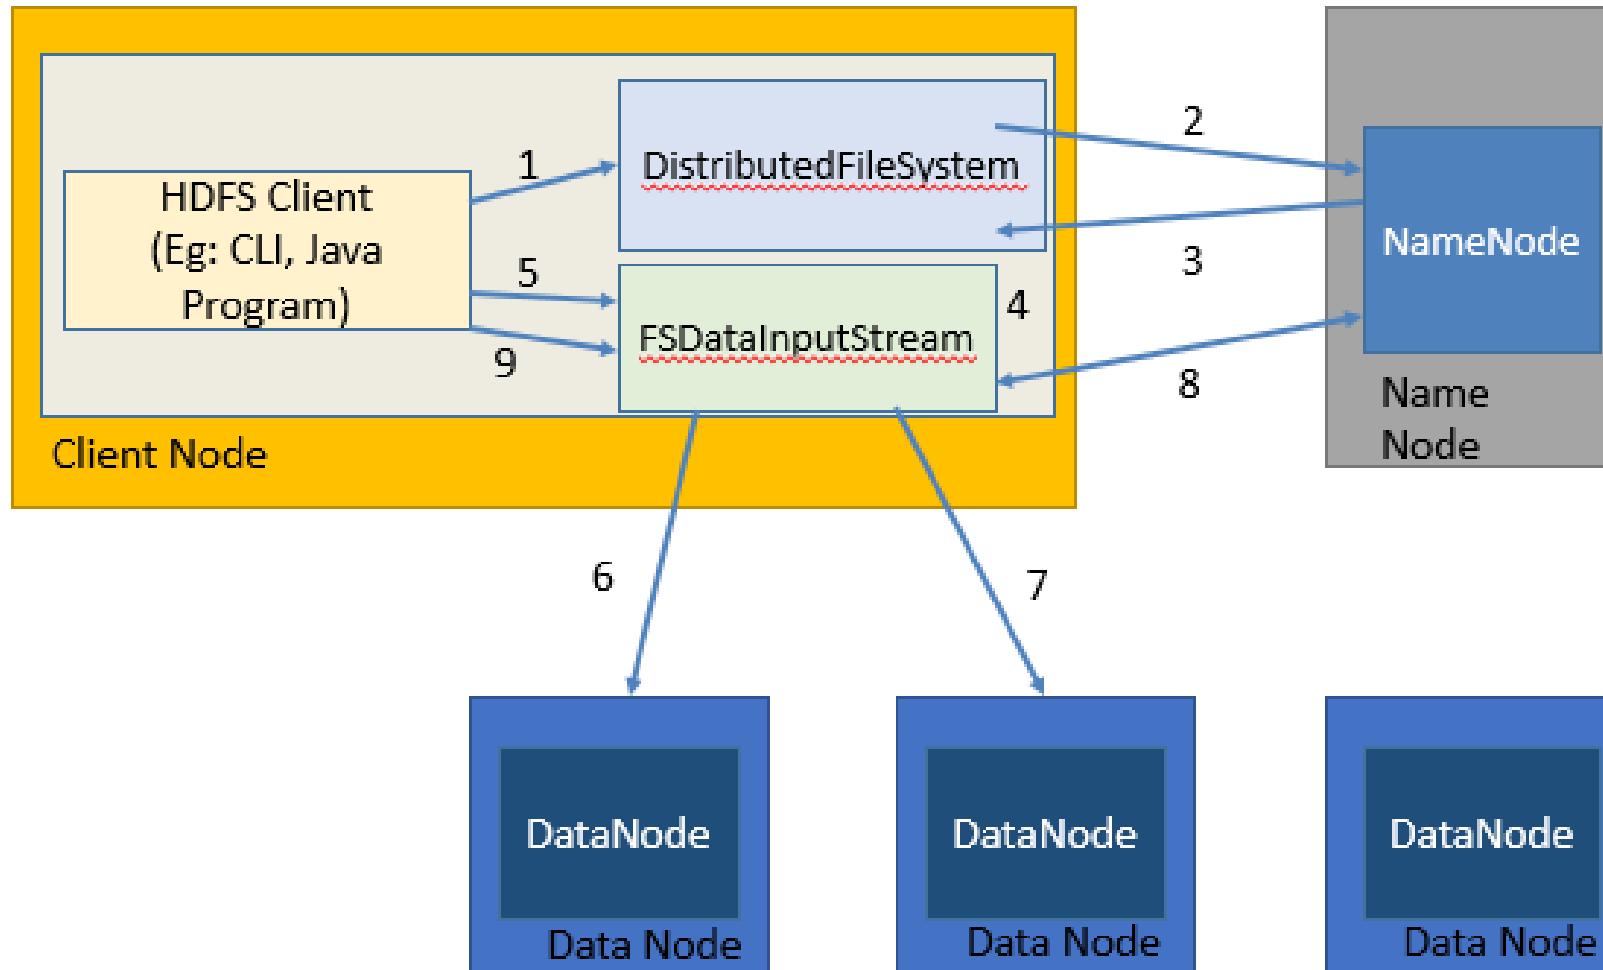 2
1
DistributedFileSystem
HDFS Client
(Eg: CLI, Java
Program)
NameNode
3
5
4
FSDataInputStream
9
8
Name
Node
Client Node
6
7
DataNode
DataNode
DataNode
Data Node
Data Node
Data Node